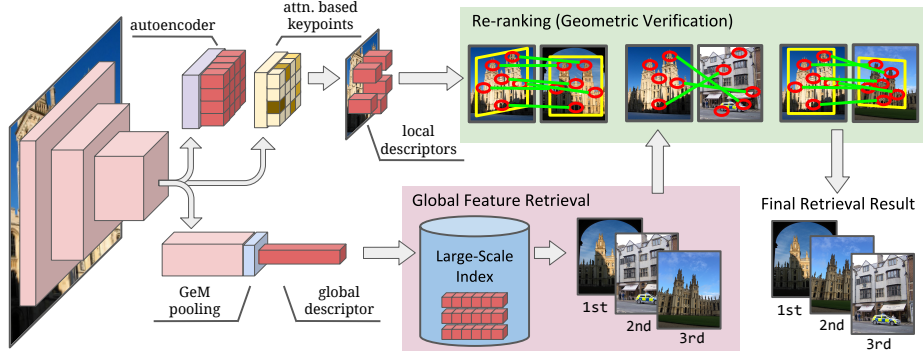 autoencoder
attn. based
keypoints
local
descriptors
Re-ranking (Geometric Verification)
GeM
pooling
global
descriptor
Global Feature Retrieval
Large-Scale
Index
1st
2nd
3rd
Final Retrieval Result
1st
2nd
3rd